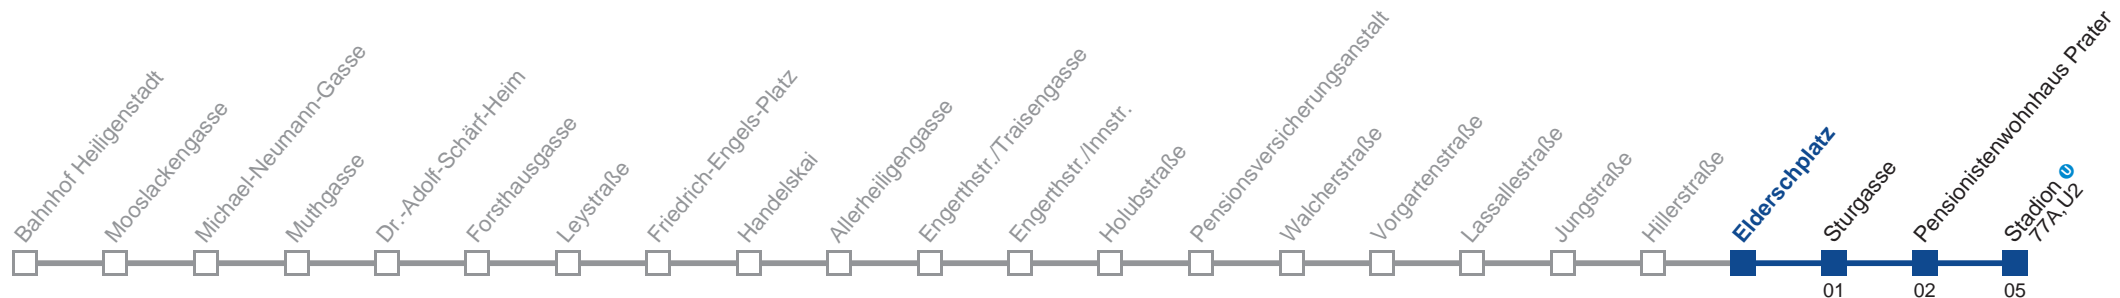 Bahnhof Heiligenstadt
Mooslackengasse
Michael-Neumann-Gasse
Muthgasse
Dr.-Adolf-Schärf-Heim
Forsthausgasse
Leystraße
Friedrich-Engels-Platz
Handelskai
Allerheiligengasse
Engerthstr./Traisengasse
Engerthstr./Innstr.
Holubstraße
Pensionsversicherungsanstalt
Walcherstraße
Vorgartenstraße
Lassallestraße
Jungstraße
Hillerstraße
Elderschplatz
Sturgasse
Pensionistenwohnhaus Prater
Stadion U
77A,U2
01
02
05